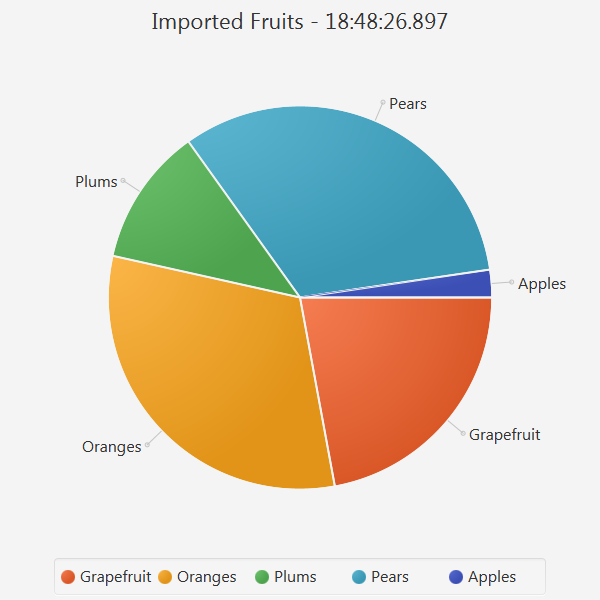 Imported Fruits - 18:48:26.897
Pears
Plums
Apples
Grapefruit
Oranges
Grapefruit Oranges Plums Pears Apples